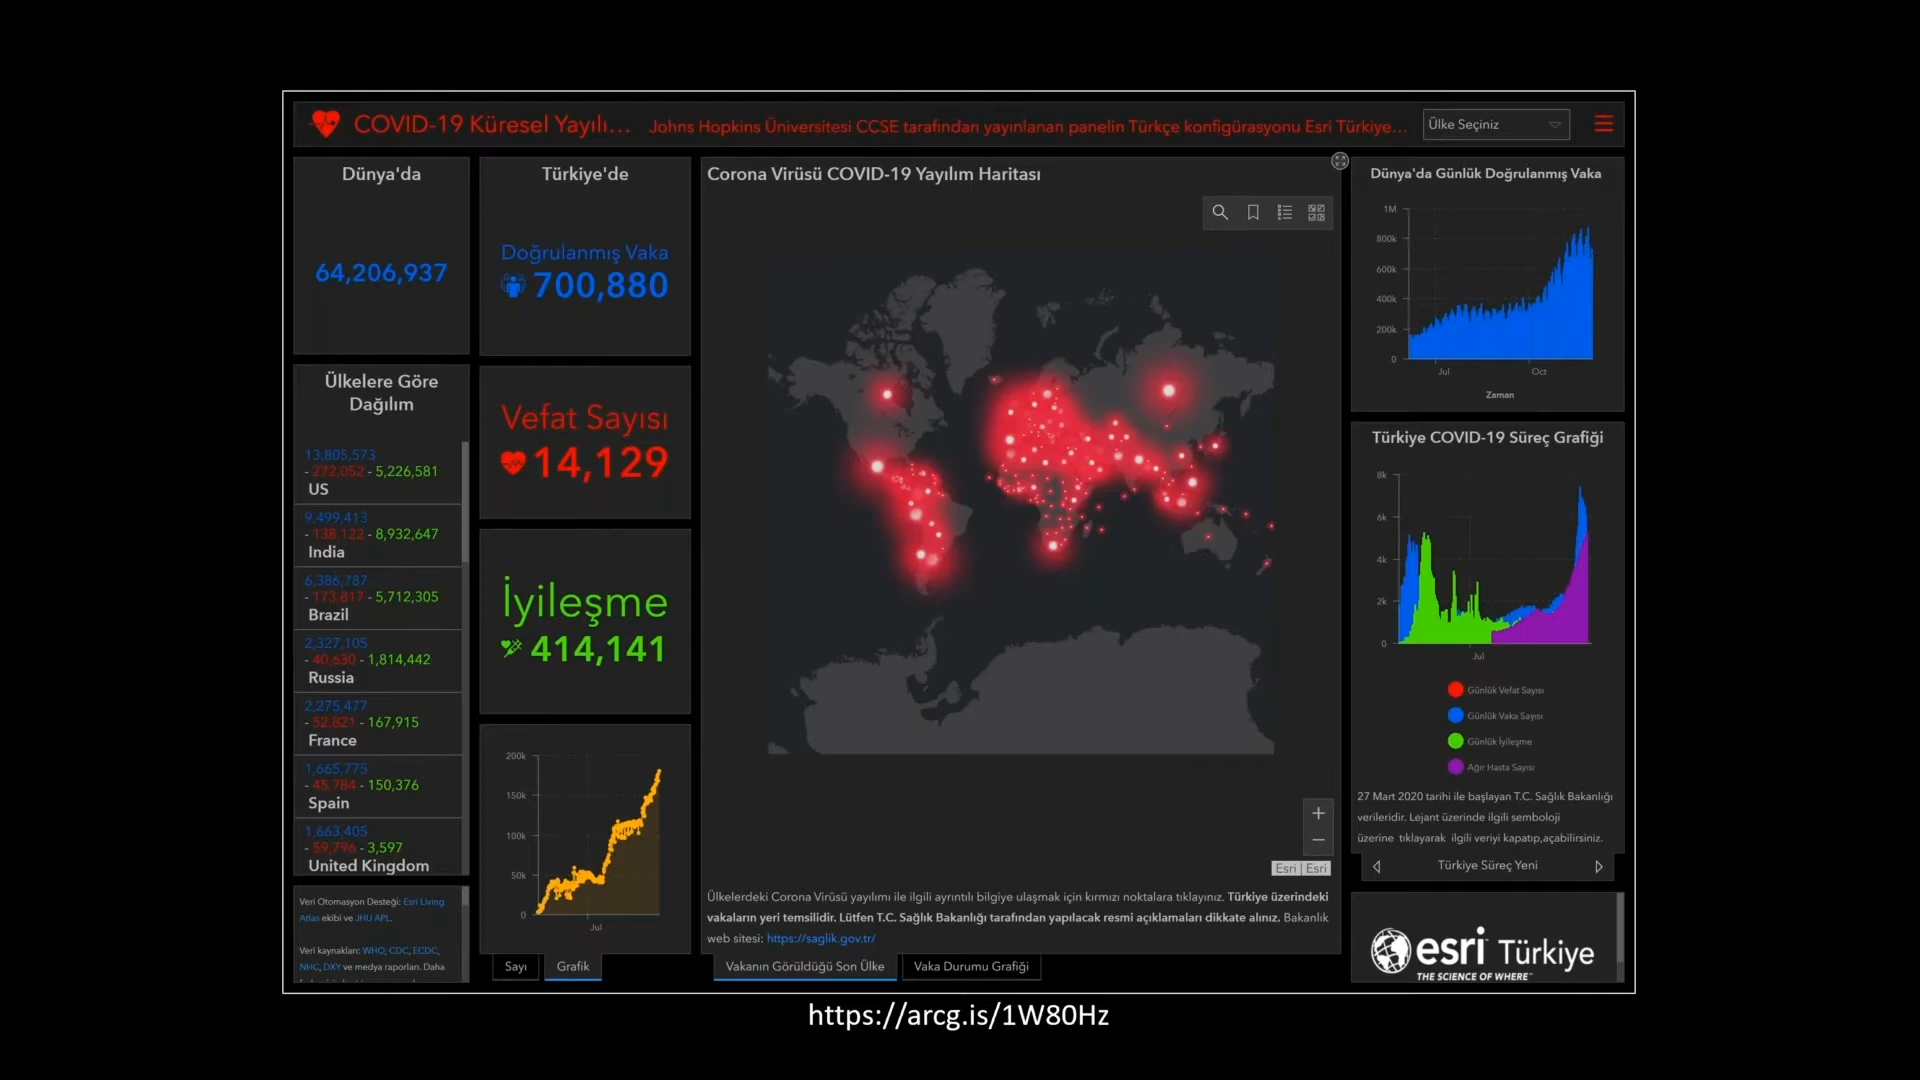 COVID-19 Küresel Yayılı...
Johns Hopkins Üniversitesi CCSE tarafından yayınlanan panelin Türkçe konfigürasyonu Esri Türkiye...
Ülke Seçiniz
Dünya'da
64,206,937
Ülkelere Göre
Dağılım
13,805,573
- 272,052 - 5,226,581
US
9,499,413
- 138,122 - 8,932,647
India
6,386,787
- 173,817 - 5,712,305
Brazil
2,327,105
- 40,630 - 1,814,442
Russia
2,275,477
- 52,821 - 167,915
France
1,665,775
- 45,784 - 150,376
Spain
1,663,405
- 59,796 - 3,597
United Kingdom
Veri Otomasyon Desteği: Esri Living
Atlas ekibi ve JHU APL.
Veri kaynakları: WHO, CDC, ECDC,
NHC, DXY ve medya raporları. Daha
Türkiye'de
Doğrulanmış Vaka
700,880
Vefat Sayısı
14,129
İyileşme
414,141
200k
150k
100k
50k
0
Jul
Sayı
Grafik
Corona Virüsü COVID-19 Yayılım Haritası
+
−
Esri | Esri
Ülkelerdeki Corona Virüsü yayılımı ile ilgili ayrıntılı bilgiye ulaşmak için kırmızı noktalara tıklayınız. Türkiye üzerindeki
vakaların yeri temsilidir. Lütfen T.C. Sağlık Bakanlığı tarafından yapılacak resmi açıklamaları dikkate alınız. Bakanlık
web sitesi: https://saglik.gov.tr/
Vakanın Görüldüğü Son Ülke
Vaka Durumu Grafiği
Dünya'da Günlük Doğrulanmış Vaka
1M
800k
600k
400k
200k
0
Jul
Oct
Zaman
Türkiye COVID-19 Süreç Grafiği
8k
6k
4k
2k
0
Jul
Günlük Vefat Sayısı
Günlük Vaka Sayısı
Günlük İyileşme
Ağır Hasta Sayısı
27 Mart 2020 tarihi ile başlayan T.C. Sağlık Bakanlığı
verileridir. Lejant üzerinde ilgili semboloji
üzerine tıklayarak ilgili veriyi kapatıp,açabilirsiniz.
Türkiye Süreç Yeni
esri Türkiye
THE SCIENCE OF WHERE™
https://arcg.is/1W80Hz